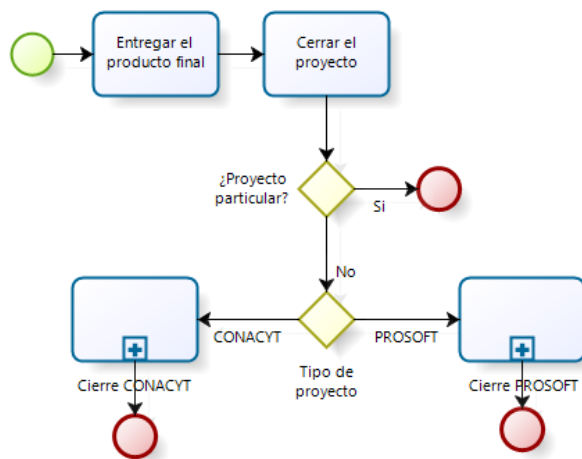 Entregar el
producto final
Cerrar el
proyecto
¿Proyecto
particular?
Si
No
CONACYT
PROSOFT
Tipo de
proyecto
Cierre CONACYT
Cierre PROSOFT